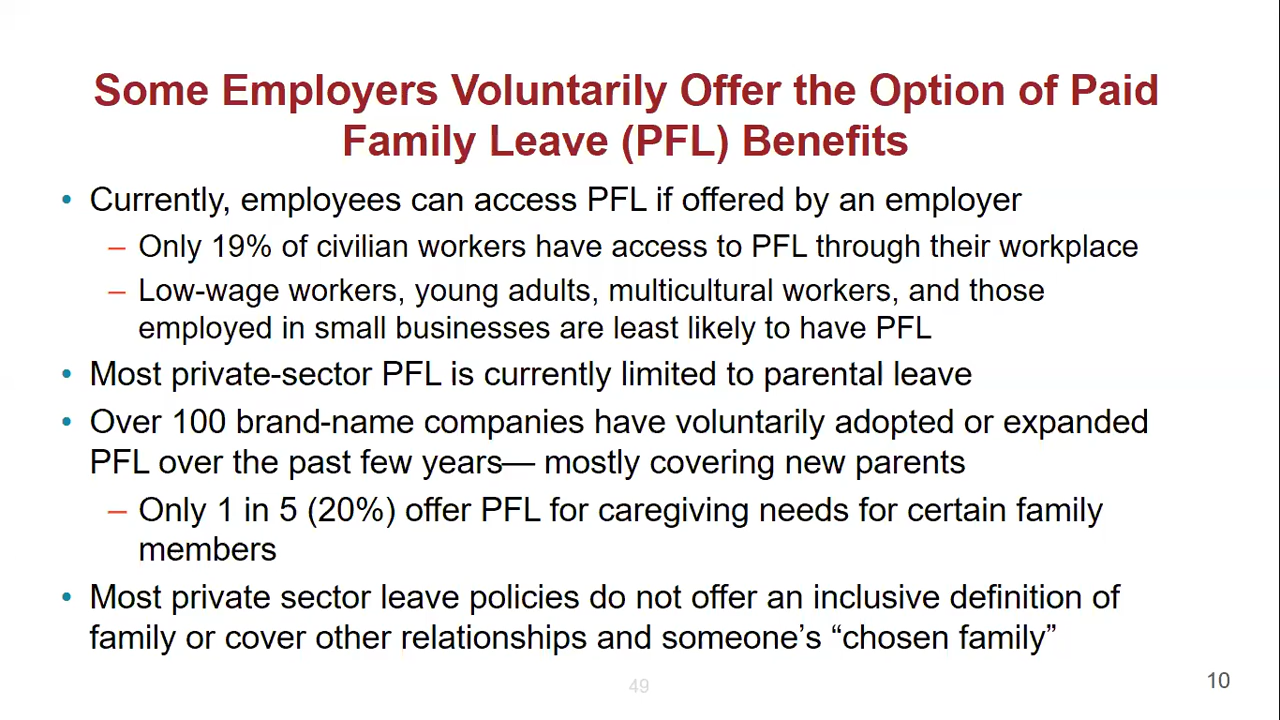 Some Employers Voluntarily Offer the Option of Paid
Family Leave (PFL) Benefits
• Currently, employees can access PFL if offered by an employer
– Only 19% of civilian workers have access to PFL through their workplace
– Low-wage workers, young adults, multicultural workers, and those
employed in small businesses are least likely to have PFL
• Most private-sector PFL is currently limited to parental leave
• Over 100 brand-name companies have voluntarily adopted or expanded
PFL over the past few years— mostly covering new parents
– Only 1 in 5 (20%) offer PFL for caregiving needs for certain family
members
• Most private sector leave policies do not offer an inclusive definition of
family or cover other relationships and someone’s “chosen family”
49
10